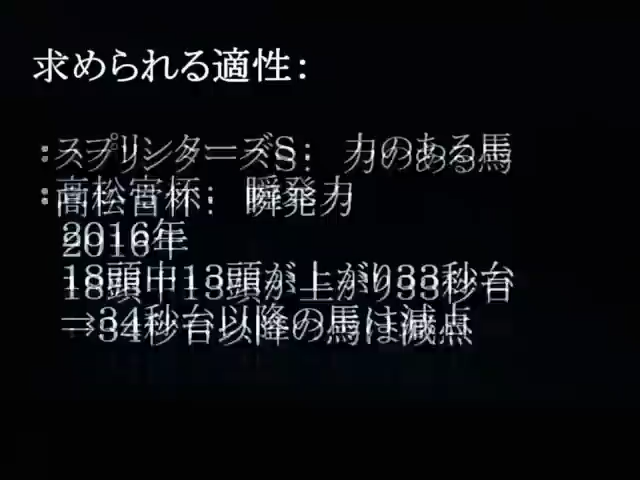 求められる適性:
:スプリンターズS: 力のある馬
:高松宮杯: 瞬発力
2016年
18頭中13頭が上がり33秒台
⇒34秒台以降の馬は減点